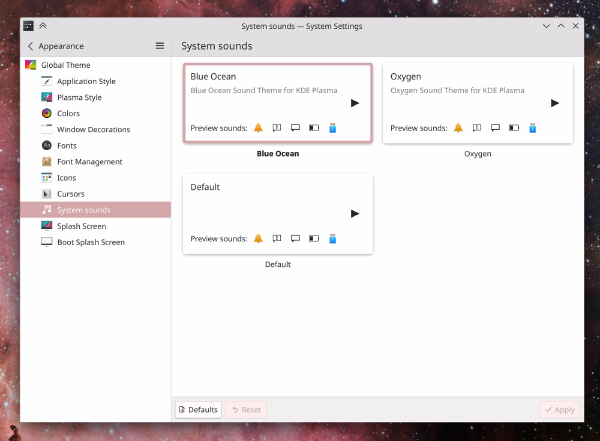 System sounds — System Settings
Appearance
System sounds
Global Theme
Application Style
Plasma Style
Colors
Window Decorations
Fonts
Font Management
Icons
Cursors
System sounds
Splash Screen
Boot Splash Screen
Blue Ocean
Blue Ocean Sound Theme for KDE Plasma
Preview sounds:
Blue Ocean
Oxygen
Oxygen Sound Theme for KDE Plasma
Preview sounds:
Oxygen
Default
Preview sounds:
Default
Defaults
Reset
Apply